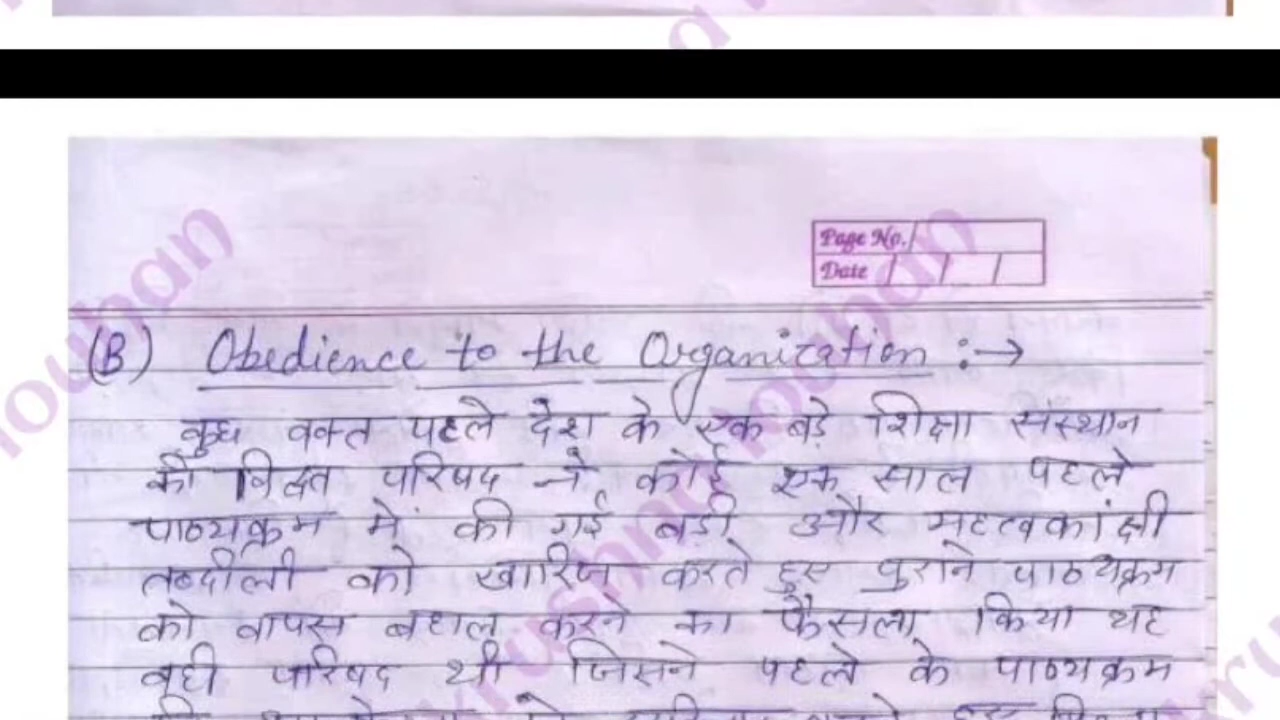 Page No.
Date
(B) Obedience to the Organization :→
कुछ वक्त पहले देश के एक बड़े शिक्षा संस्थान
की विद्वत परिषद ने कोई एक साल पहले
पाठ्यक्रम में की गई बड़ी और महत्वकांक्षी
तब्दीली को खारिज करते हुए पुराने पाठ्यक्रम
को वापस बहाल करने का फैसला किया यह
वही परिषद थी जिसने पहले के पाठ्यक्रम